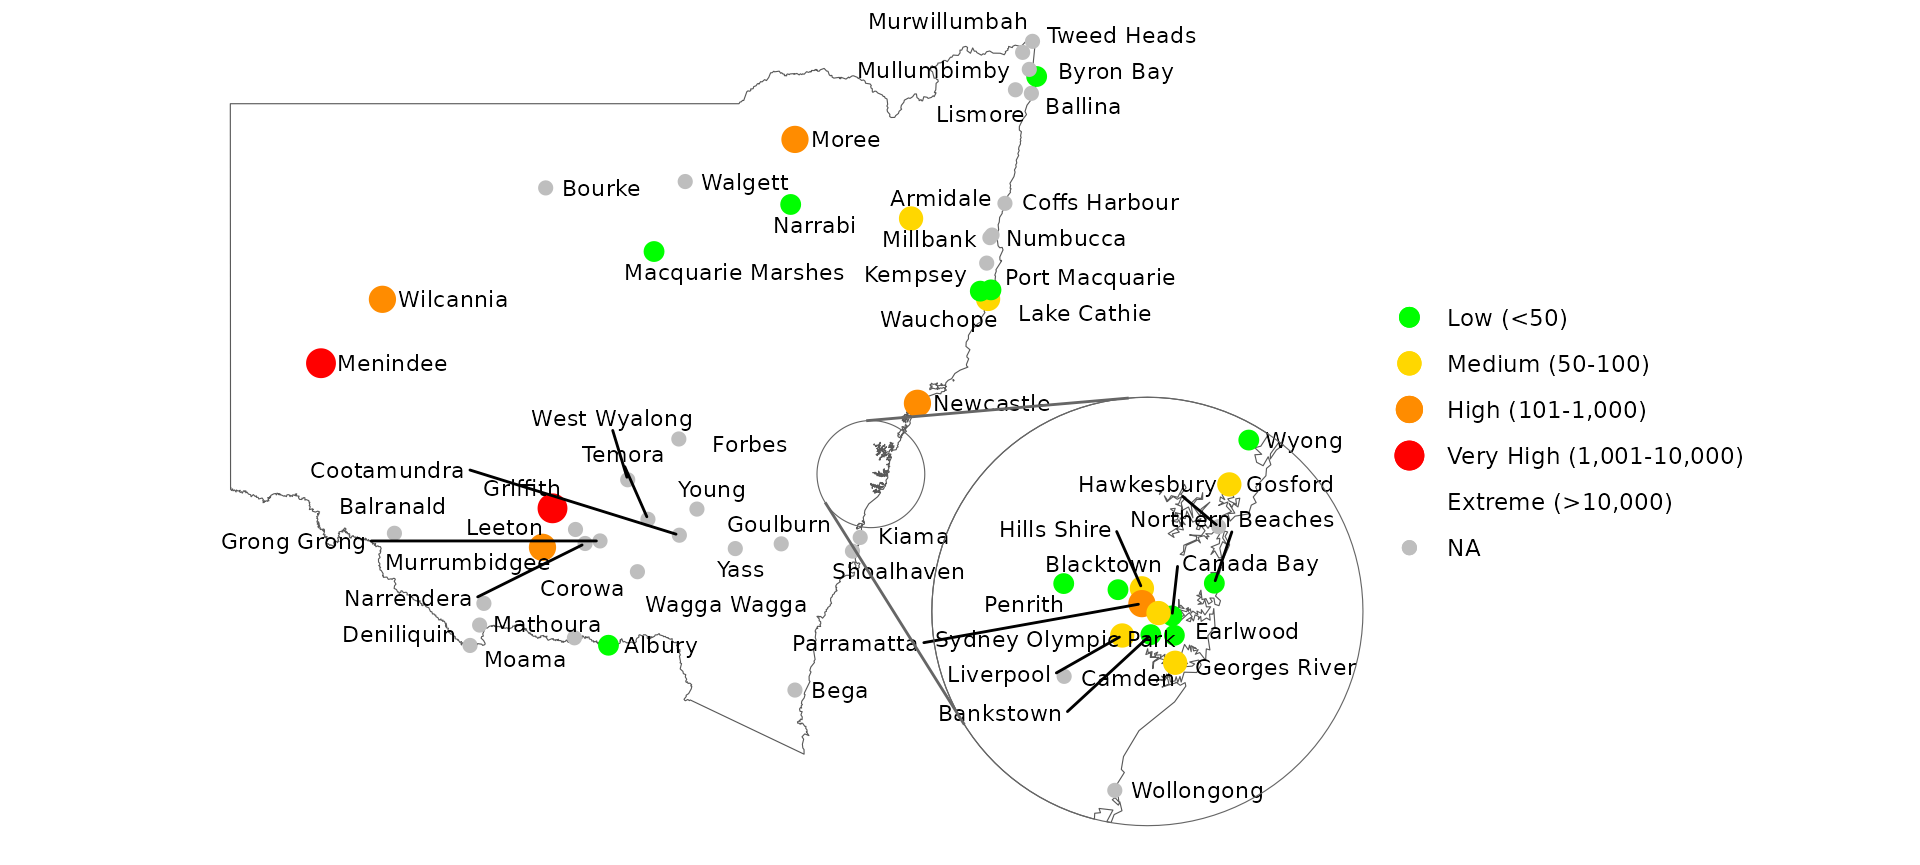 Murwillumbah
Tweed Heads
Mullumbimby
Byron Bay
Lismore
Ballina
Moree
Bourke
Walgett
Narrabi
Armidale
Coffs Harbour
Millbank
Numbucca
Macquarie Marshes
Kempsey
Port Macquarie
Wilcannia
Wauchope
Lake Cathie
Menindee
Newcastle
West Wyalong
Forbes
Temora
Cootamundra
Griffith
Young
Balranald
Leeton
Goulburn
Grong Grong
Murrumbidgee
Yass
Kiama
Shoalhaven
Corowa
Narrendera
Wagga Wagga
Mathoura
Deniliquin
Moama
Albury
Bega
Wyong
Hawkesbury
Gosford
Northern Beaches
Hills Shire
Blacktown
Canada Bay
Penrith
Parramatta
Sydney Olympic Park
Earlwood
Liverpool
Camden
Georges River
Bankstown
Wollongong
Low (<50)
Medium (50-100)
High (101-1,000)
Very High (1,001-10,000)
Extreme (>10,000)
NA